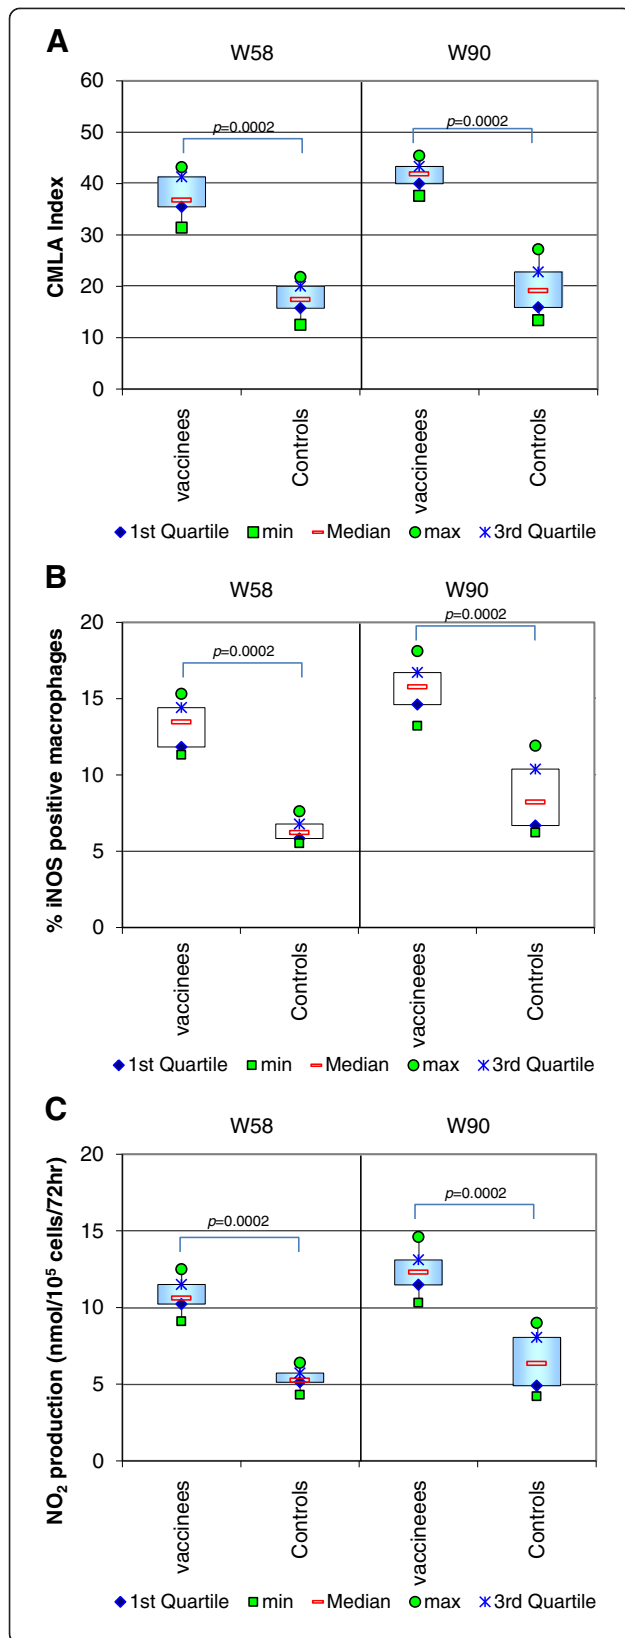 A
W58 W90
60
50
40
30
20
10
0
CMLA Index
p=0.0002 p=0.0002
vaccineees Controls vaccineees Controls
1st Quartile min Median max 3rd Quartile
B
W58 W90
20
15
10
5
0
% iNOS positive macrophages
p=0.0002 p=0.0002
vaccineees Controls vaccineees Controls
1st Quartile min Median max 3rd Quartile
C
W58 W90
20
15
10
5
0
NO₂ production (nmol/10⁵ cells/72hr)
p=0.0002 p=0.0002
vaccineees Controls vaccineees Controls
1st Quartile min Median max 3rd Quartile